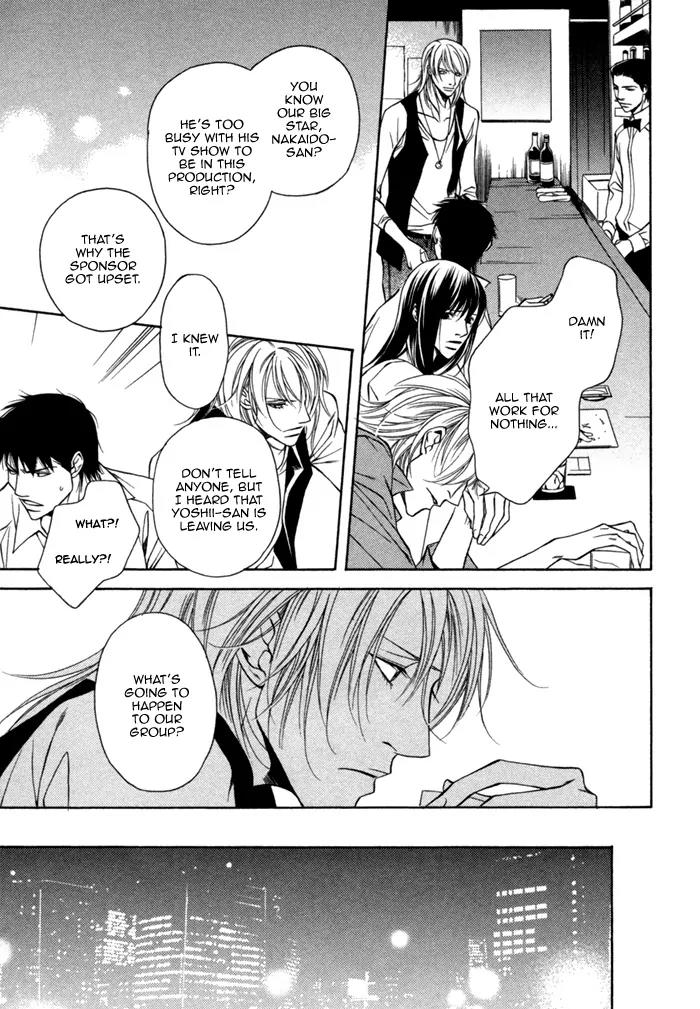 DAMN
IT!
ALL THAT
WORK FOR
NOTHING...
YOU
KNOW
OUR BIG
STAR,
NAKAIDO-
SAN?
HE'S TOO
BUSY WITH HIS
TV SHOW TO
BE IN THIS
PRODUCTION,
RIGHT?
THAT'S
WHY THE
SPONSOR
GOT UPSET.
I KNEW
IT.
DON'T TELL
ANYONE, BUT
I HEARD THAT
YOSHII-SAN IS
LEAVING US.
WHAT?!
REALLY?!
WHAT'S
GOING TO
HAPPEN
TO OUR
GROUP?